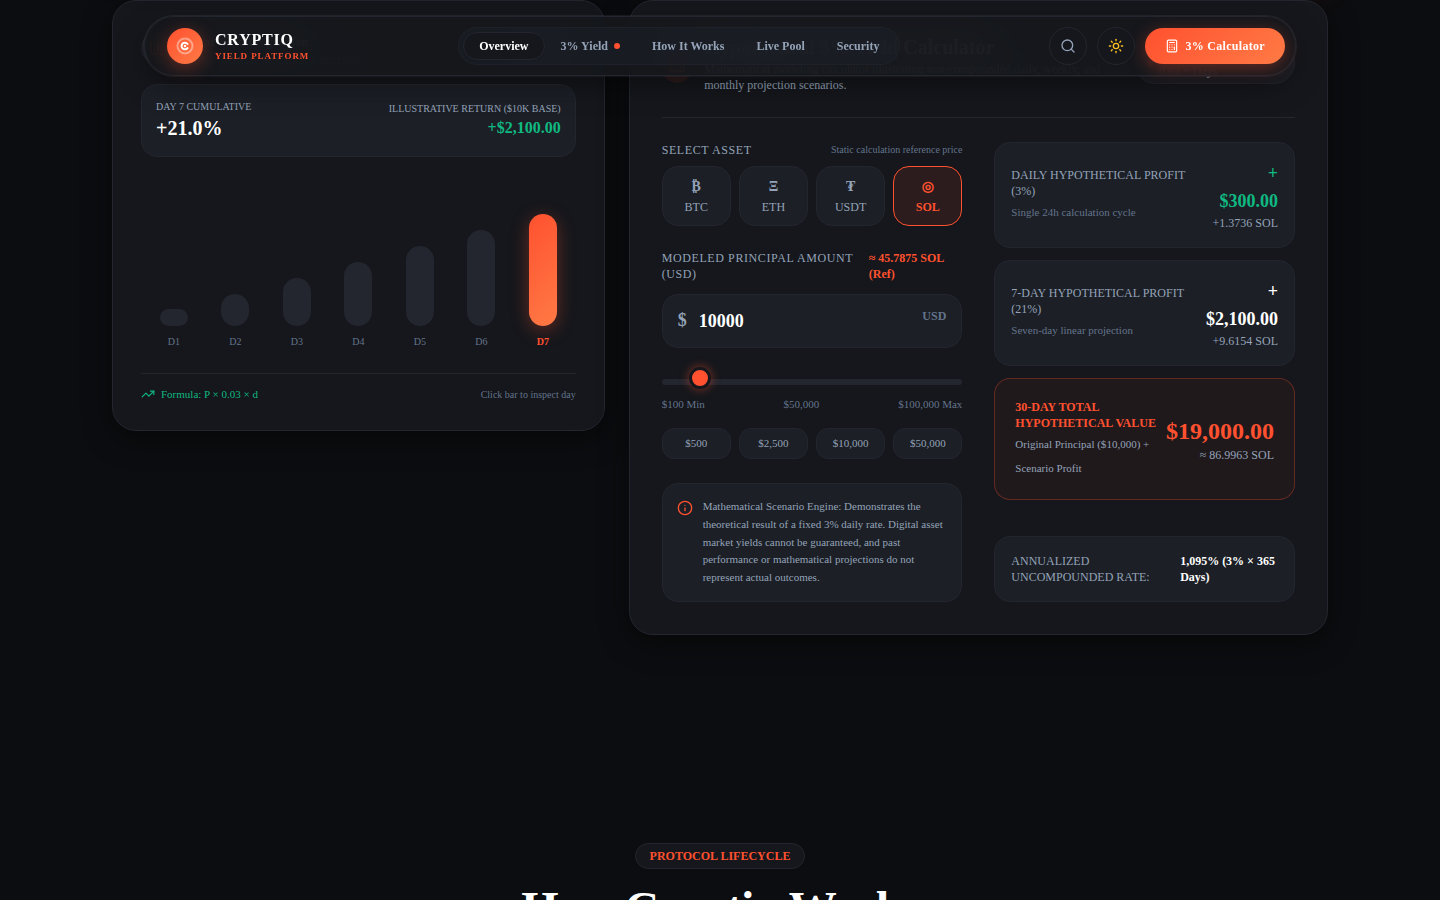 CRYPTIQ
YIELD PLATFORM
Overview
3% Yield
How It Works
Live Pool
Security
3% Calculator
Calculator
monthly projection scenarios.
DAY 7 CUMULATIVE
+21.0%
ILLUSTRATIVE RETURN ($10K BASE)
+$2,100.00
D1
D2
D3
D4
D5
D6
D7
Formula: P × 0.03 × d
Click bar to inspect day
SELECT ASSET
Static calculation reference price
₿
BTC
Ξ
ETH
₮
USDT
◎
SOL
MODELED PRINCIPAL AMOUNT
(USD)
≈ 45.7875 SOL
(Ref)
$ 10000
USD
$100 Min
$50,000
$100,000 Max
$500
$2,500
$10,000
$50,000
Mathematical Scenario Engine: Demonstrates the
theoretical result of a fixed 3% daily rate. Digital asset
market yields cannot be guaranteed, and past
performance or mathematical projections do not
represent actual outcomes.
DAILY HYPOTHETICAL PROFIT
(3%)
Single 24h calculation cycle
+
$300.00
+1.3736 SOL
7-DAY HYPOTHETICAL PROFIT
(21%)
Seven-day linear projection
+
$2,100.00
+9.6154 SOL
30-DAY TOTAL
HYPOTHETICAL VALUE
Original Principal ($10,000) +
Scenario Profit
$19,000.00
≈ 86.9963 SOL
ANNUALIZED
UNCOMPOUNDED RATE:
1,095% (3% × 365
Days)
PROTOCOL LIFECYCLE
How Cryptiq Works